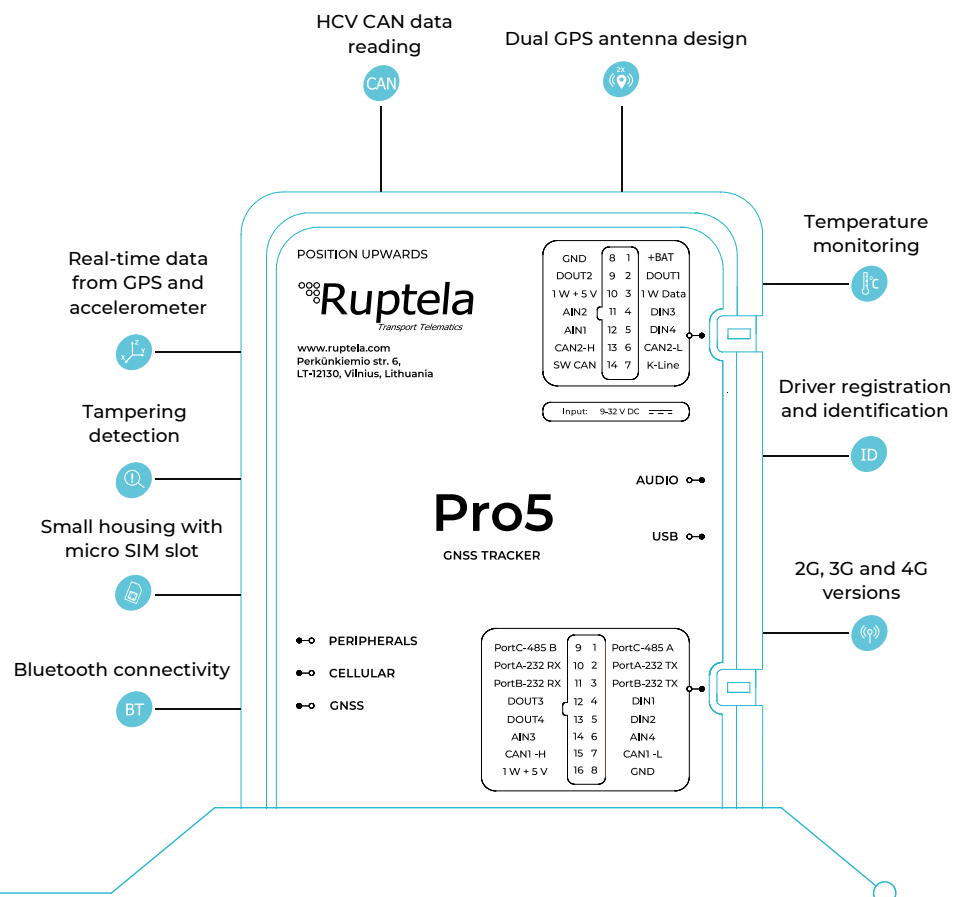 HCV CAN data
reading
CAN
Dual GPS antenna design
2X
Real-time data
from GPS and
accelerometer
Z
X Y
Tampering
detection
Small housing with
micro SIM slot
Bluetooth connectivity
BT
POSITION UPWARDS
Ruptela
Transport Telematics
www.ruptela.com
Perkūnkiemio str. 6,
LT-12130, Vilnius, Lithuania
GND 8 1 +BAT
DOUT2 9 2 DOUT1
1 W + 5 V 10 3 1 W Data
AIN2 11 4 DIN3
AIN1 12 5 DIN4
CAN2-H 13 6 CAN2-L
SW CAN 14 7 K-Line
Input: 9-32 V DC
AUDIO
USB
Pro5
GNSS TRACKER
PERIPHERALS
CELLULAR
GNSS
PortC-485 B 9 1 PortC-485 A
PortA-232 RX 10 2 PortA-232 TX
PortB-232 RX 11 3 PortB-232 TX
DOUT3 12 4 DIN1
DOUT4 13 5 DIN2
AIN3 14 6 AIN4
CAN1 -H 15 7 CAN1 -L
1 W + 5 V 16 8 GND
Temperature
monitoring
°C
Driver registration
and identification
ID
2G, 3G and 4G
versions